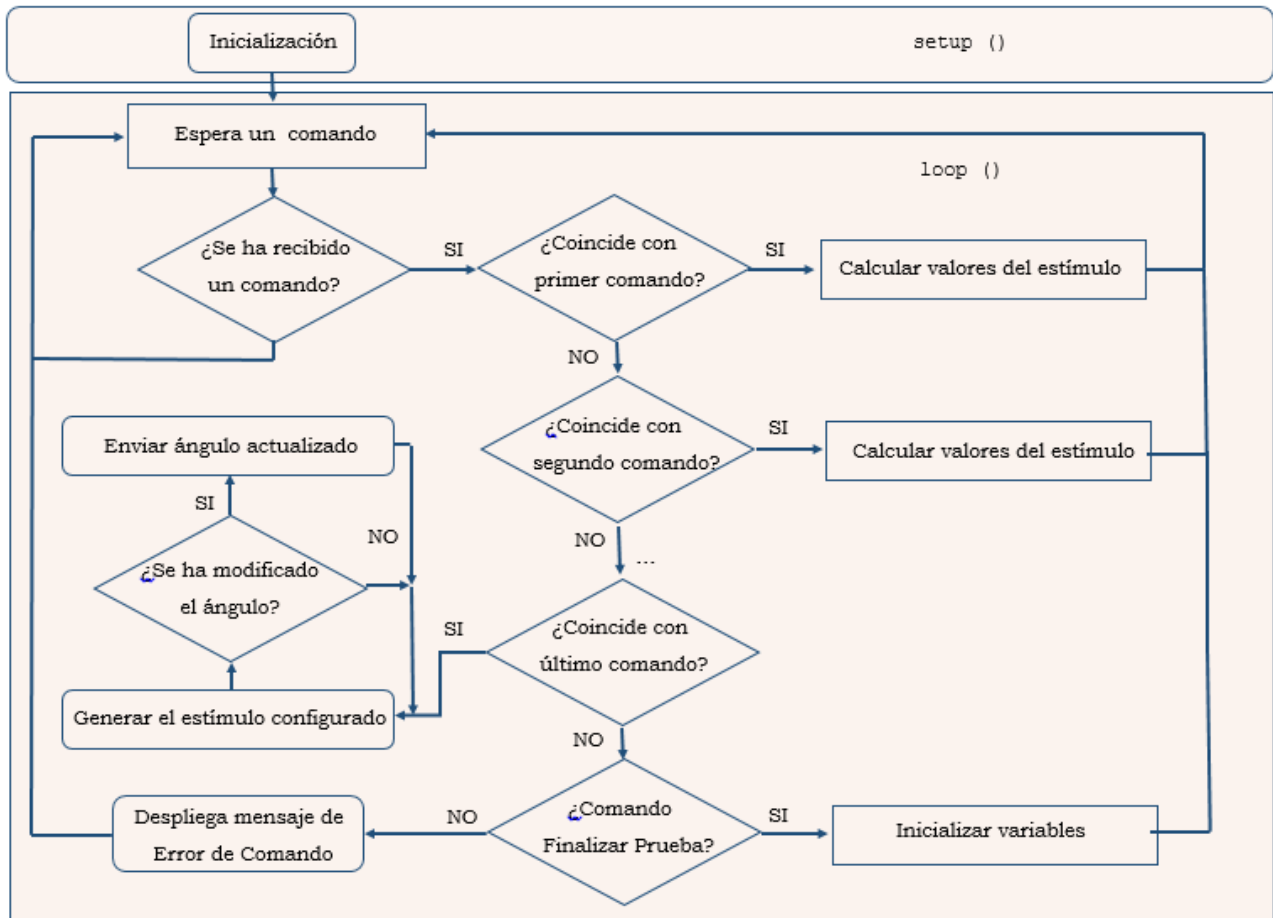 Inicialización
setup ()
Espera un comando
loop ()
¿Se ha recibido
un comando?
SI
¿Coincide con
primer comando?
SI
Calcular valores del estímulo
NO
Enviar ángulo actualizado
¿Coincide con
segundo comando?
SI
Calcular valores del estímulo
SI
NO
NO
...
¿Se ha modificado
el ángulo?
SI
¿Coincide con
último comando?
Generar el estímulo configurado
NO
Despliega mensaje de
Error de Comando
NO
¿Comando
Finalizar Prueba?
SI
Inicializar variables